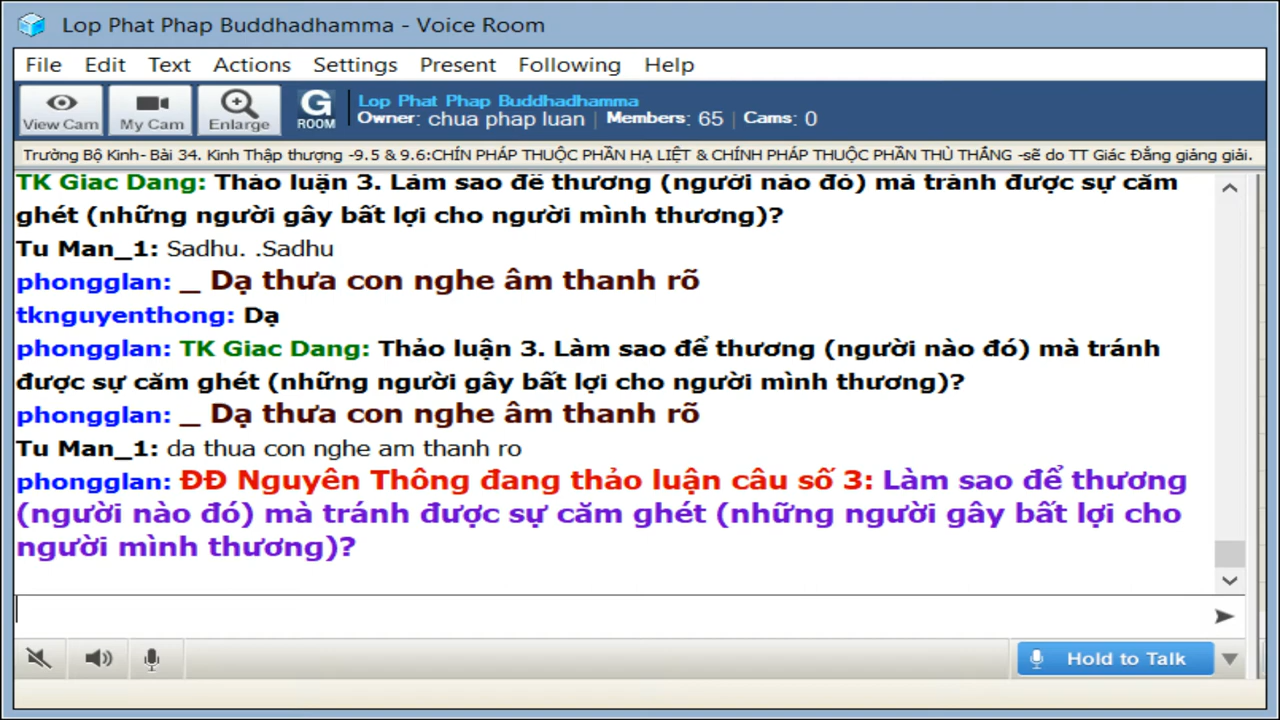 Lop Phat Phap Buddhadhamma - Voice Room
File Edit Text Actions Settings Present Following Help
View Cam My Cam Enlarge G ROOM
Lop Phat Phap Buddhadhamma
Owner: chua phap luan | Members: 65 | Cams: 0
Trường Bộ Kinh- Bài 34. Kinh Thập thượng -9.5 & 9.6:CHÍN PHÁP THUỘC PHẦN HẠ LIỆT & CHÍNH PHÁP THUỘC PHẦN THÙ THẮNG -sẽ do TT Giác Đẳng giảng giải.
TK Giac Dang: Thảo luận 3. Làm sao để thương (người nào đó) mà tránh được sự căm
ghét (những người gây bất lợi cho người mình thương)?
Tu Man_1: Sadhu. .Sadhu
phongglan: _ Dạ thưa con nghe âm thanh rõ
tknguyenthong: Dạ
phongglan: TK Giac Dang: Thảo luận 3. Làm sao để thương (người nào đó) mà tránh
được sự căm ghét (những người gây bất lợi cho người mình thương)?
phongglan: _ Dạ thưa con nghe âm thanh rõ
Tu Man_1: da thua con nghe am thanh ro
phongglan: ĐĐ Nguyên Thông đang thảo luận câu số 3: Làm sao để thương
(người nào đó) mà tránh được sự căm ghét (những người gây bất lợi cho
người mình thương)?
Hold to Talk